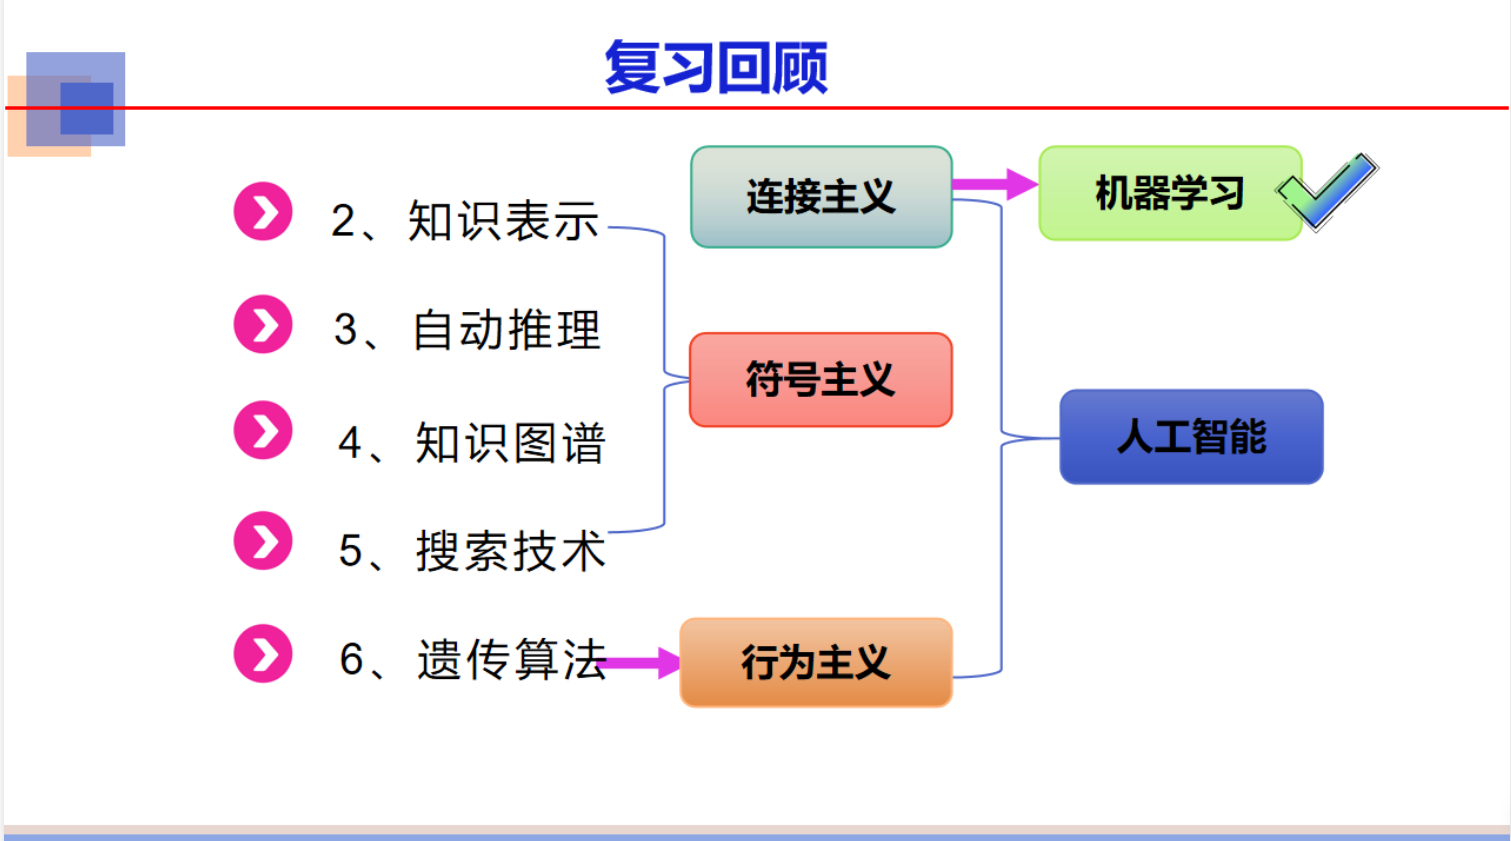 复习回顾
2、知识表示
3、自动推理
4、知识图谱
5、搜索技术
6、遗传算法
连接主义
符号主义
行为主义
机器学习
人工智能